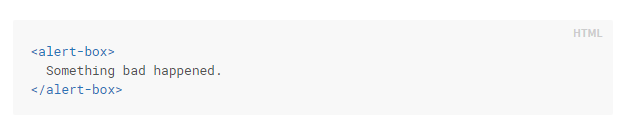 HTML
<alert-box>
  Something bad happened.
</alert-box>